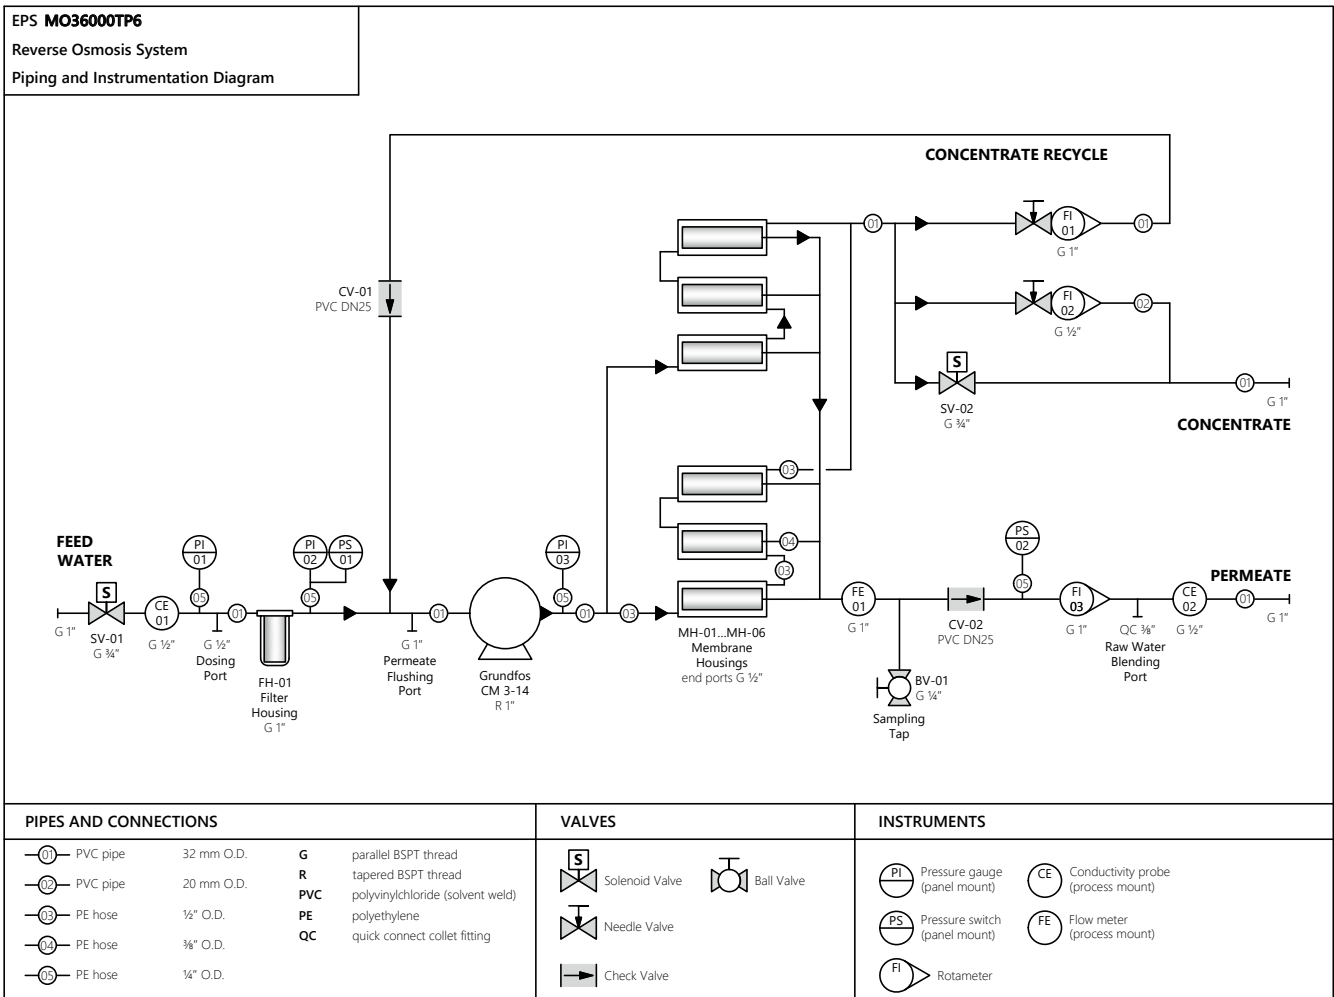 EPS MO36000TP6
Reverse Osmosis System
Piping and Instrumentation Diagram
CONCENTRATE RECYCLE
01
FI
01
01
G 1"
CV-01
PVC DN25
FI
02
02
G ½"
S
SV-02
G ¾"
01
G 1"
CONCENTRATE
03
04
03
FEED
WATER
G 1"
S
SV-01
G ¾"
CE
01
G ½"
PI
01
05
G ½"
Dosing
Port
01
FH-01
Filter
Housing
G 1"
PI
02
PS
01
05
G 1"
Permeate
Flushing
Port
01
Grundfos
CM 3-14
R 1"
PI
03
05
01
03
MH-01...MH-06
Membrane
Housings
end ports G ½"
FE
01
G 1"
BV-01
G ¼"
Sampling
Tap
CV-02
PVC DN25
PS
02
05
FI
03
G 1"
QC ⅜"
Raw Water
Blending
Port
CE
02
G ½"
PERMEATE
01
G 1"
PIPES AND CONNECTIONS
01 PVC pipe 32 mm O.D.
02 PVC pipe 20 mm O.D.
03 PE hose ½" O.D.
04 PE hose ⅜" O.D.
05 PE hose ¼" O.D.
G parallel BSPT thread
R tapered BSPT thread
PVC polyvinylchloride (solvent weld)
PE polyethylene
QC quick connect collet fitting
VALVES
S Solenoid Valve
Ball Valve
Needle Valve
Check Valve
INSTRUMENTS
PI Pressure gauge
(panel mount)
CE Conductivity probe
(process mount)
PS Pressure switch
(panel mount)
FE Flow meter
(process mount)
FI Rotameter